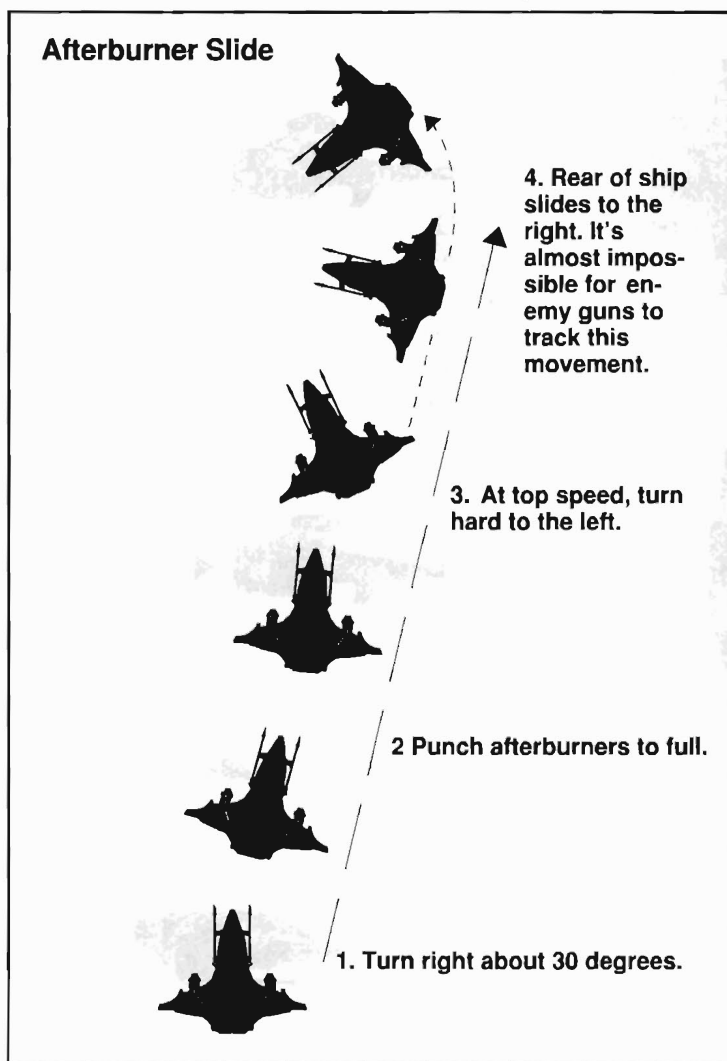 Afterburner Slide
4. Rear of ship
slides to the
right. It's
almost impos-
sible for en-
emy guns to
track this
movement.
3. At top speed, turn
hard to the left.
2 Punch afterburners to full.
1. Turn right about 30 degrees.